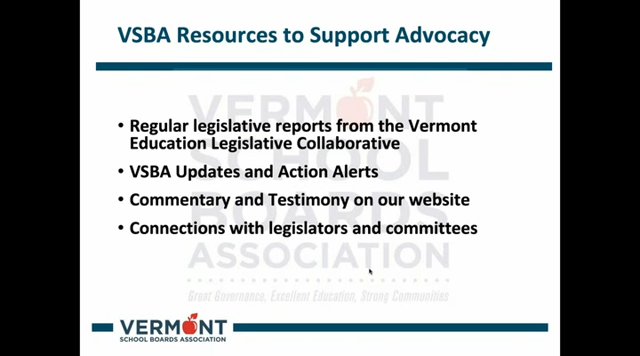 VSBA Resources to Support Advocacy
VERMONT
SCHOOL
BOARDS
ASSOCIATION
• Regular legislative reports from the Vermont
Education Legislative Collaborative
• VSBA Updates and Action Alerts
• Commentary and Testimony on our website
• Connections with legislators and committees
Great Governance, Excellent Education, Strong Communities
VERMONT
SCHOOL BOARDS ASSOCIATION